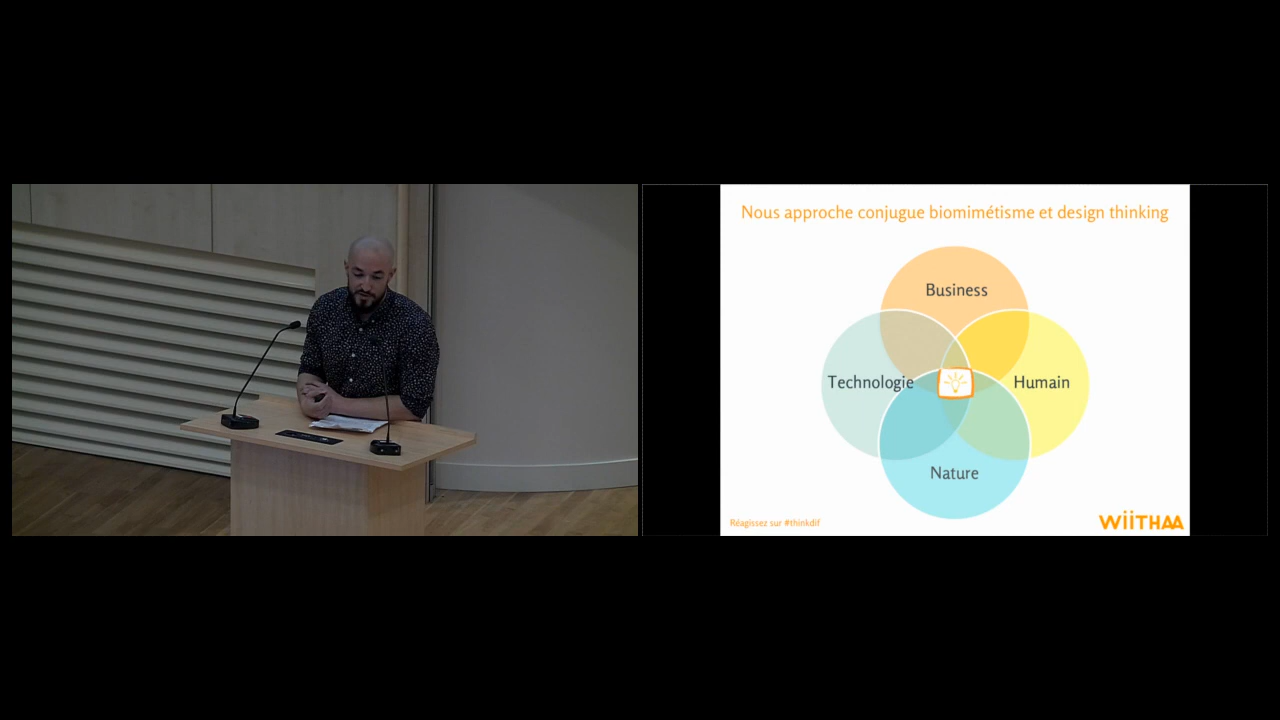 Nous approche conjugue biomimétisme et design thinking
Business
Technologie
Humain
Nature
Réagissez sur #thinkdif
WiiTHAA